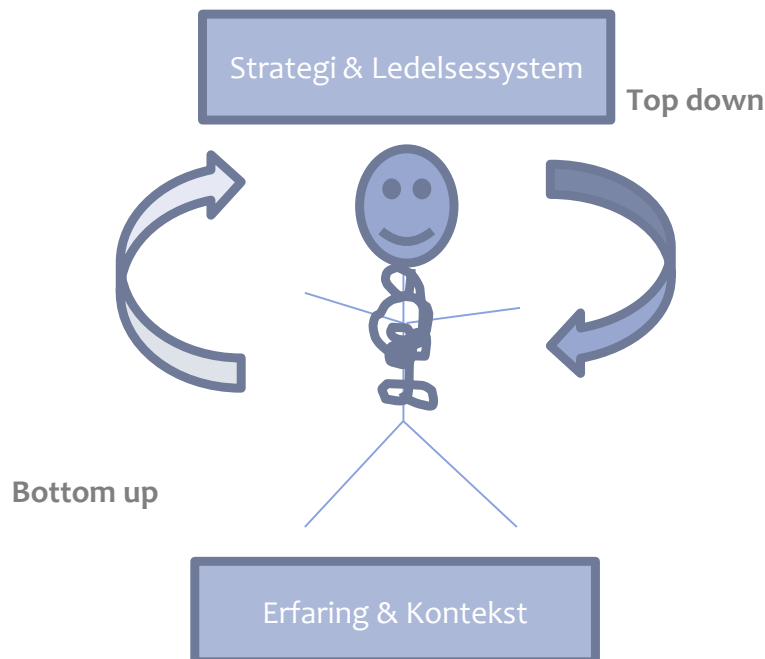 Strategi & Ledelsessystem
Top down
Bottom up
Erfaring & Kontekst